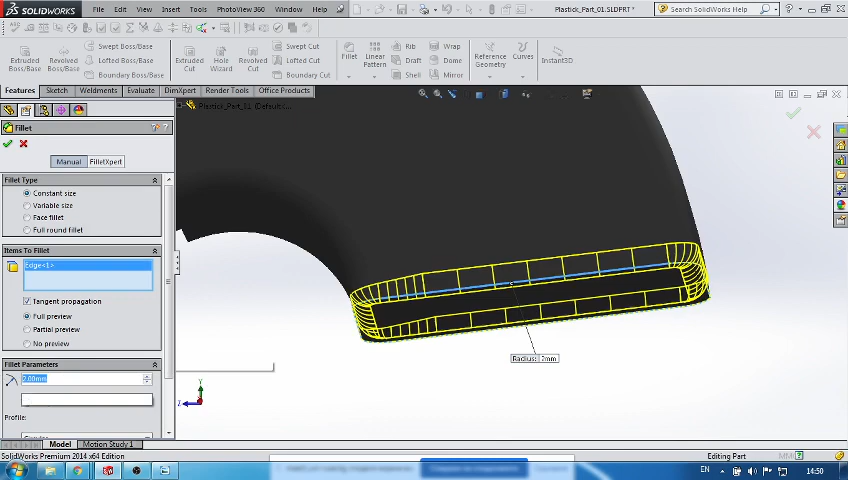 SOLIDWORKS
File Edit View Insert Tools PhotoView 360 Window Help
Plastick_Part_01.SLDPRT *
Search SolidWorks Help
Extruded Boss/Base
Revolved Boss/Base
Swept Boss/Base
Lofted Boss/Base
Boundary Boss/Base
Extruded Cut
Hole Wizard
Revolved Cut
Swept Cut
Lofted Cut
Boundary Cut
Fillet
Linear Pattern
Rib
Draft
Shell
Wrap
Dome
Mirror
Reference Geometry
Curves
Instant3D
Features Sketch Weldments Evaluate DimXpert Render Tools Office Products
Plastick_Part_01 (Default<...
Fillet
Manual FilletXpert
Fillet Type
Constant size
Variable size
Face fillet
Full round fillet
Items To Fillet
Edge<1>
Tangent propagation
Full preview
Partial preview
No preview
Fillet Parameters
2.00mm
Profile:
Radius: 2mm
Y
Z
Model Motion Study 1
SolidWorks Premium 2014 x64 Edition
Editing Part
EN
14:50